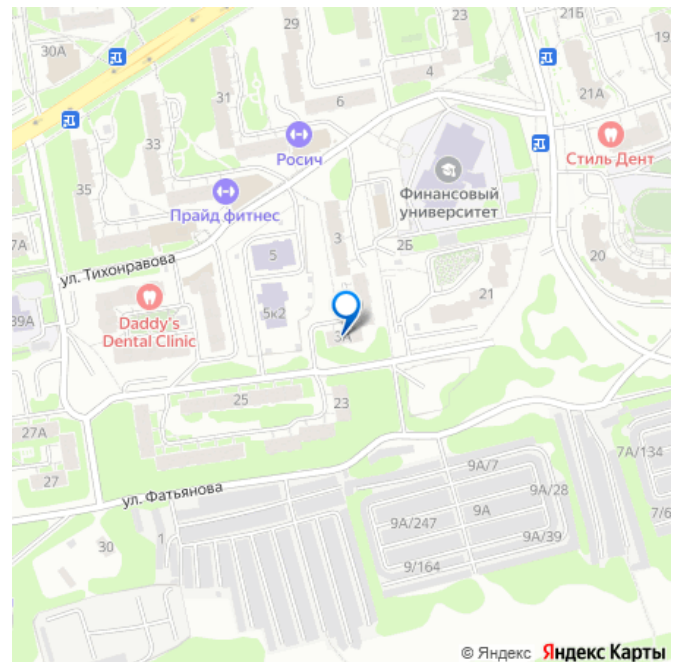 30А
29
23
21Б
19
31
6
4
21А
33
Росич
Стиль Дент
35
Прайд фитнес
Финансовый
университет
7А
3
2Б
5
20
ул. Тихонравова
39А
5к2
21
Daddy's
Dental Clinic
3А
25
23
27А
27
9А/7
7А/134
ул. Фатьянова
9А/28
9А/247
9А
7/6
1
9А/39
30
9/164
© Яндекс Яндекс Карты